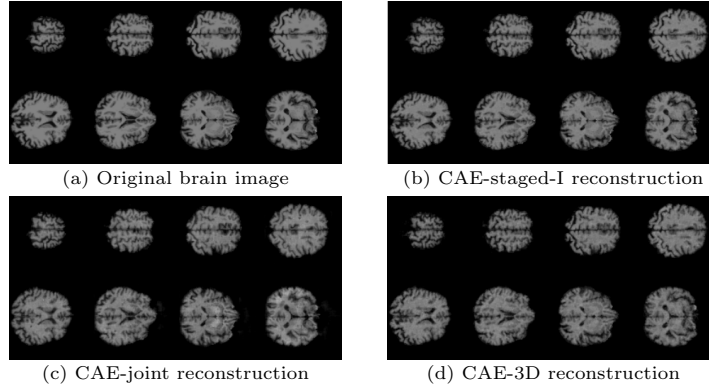 (a) Original brain image
(b) CAE-staged-I reconstruction
(c) CAE-joint reconstruction
(d) CAE-3D reconstruction